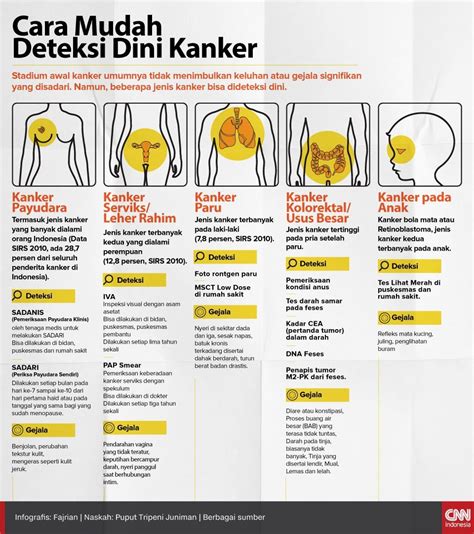 Cara Mudah
Deteksi Dini Kanker
Stadium awal kanker umumnya tidak menimbulkan keluhan atau gejala signifikan
yang disadari. Namun, beberapa jenis kanker bisa dideteksi dini.
Kanker
Payudara
Termasuk jenis kanker
yang banyak dialami
orang Indonesia (Data
SIRS 2010, ada 28,7
persen dari seluruh
penderita kanker di
Indonesia).
Deteksi
SADANIS
(Pemeriksa Payudara Klinis)
oleh tenaga medis untuk
melakukan SADARI
Bisa dilakukan di bidan,
puskesmas dan rumah sakit
SADARI
(Periksa Payudara Sendiri)
Dilakukan setiap bulan pada
hari ke-7 sampai ke-10 dari
hari pertama haid atau pada
tanggal yang sama bagi yang
sudah menopause.
Gejala
Benjolan, perubahan
tekstur kulit,
mengeras seperti kulit
jeruk.
Kanker
Serviks/
Leher Rahim
Jenis kanker terbanyak
kedua yang dialami
perempuan
(12,8 persen, SIRS 2010).
Deteksi
IVA
Inspeksi visual dengan asam
asetat
Bisa dilakukan di bidan,
puskesmas, puskesmas
pembantu
Dilakukan setiap lima tahun
sekali
PAP Smear
Pemeriksaan keberadaan
kanker serviks dengan
spekulum
Bisa dilakukan di dokter
Dilakukan setiap tiga tahun
sekali
Gejala
Pendarahan vagina
yang tidak teratur,
keputihan bercampur
darah, nyeri panggul
saat berhubungan
intim.
Kanker
Paru
Jenis kanker terbanyak
pada laki-laki
(7,8 persen, SIRS 2010).
Deteksi
Foto rontgen paru
MSCT Low Dose
di rumah sakit
Gejala
Nyeri di sekitar dada
dan iga, sesak napas,
batuk kronis
terkadang disertai
dahak berdarah, turun
berat badan drastis.
Kanker
Kolorektal/
Usus Besar
Jenis kanker tertinggi
pada pria setelah
paru.
Deteksi
Pemeriksaan
kondisi anus
Tes darah samar
pada feses
Kadar CEA
(pertanda tumor)
dalam darah
DNA Feses
Penapis tumor
M2-PK dari feses.
Gejala
Diare atau konstipasi,
Proses buang air
besar (BAB) yang
terasa tidak tuntas,
Darah pada tinja,
biasanya
banyak, Tinja yang
disertai lendir, Mual,
Lemas dan lelah.
Kanker pada
Anak
Kanker bola mata atau
Retinoblastoma, jenis
kanker kedua
terbanyak pada anak.
Deteksi
Tes Lihat Merah di
puskesmas dan
rumah sakit.
Gejala
Refleks mata kucing,
juling, penglihatan
kurang.
Infografis: Fajrian | Naskah: Puput Tripeni Juniman | Berbagai sumber
CNN
Indonesia